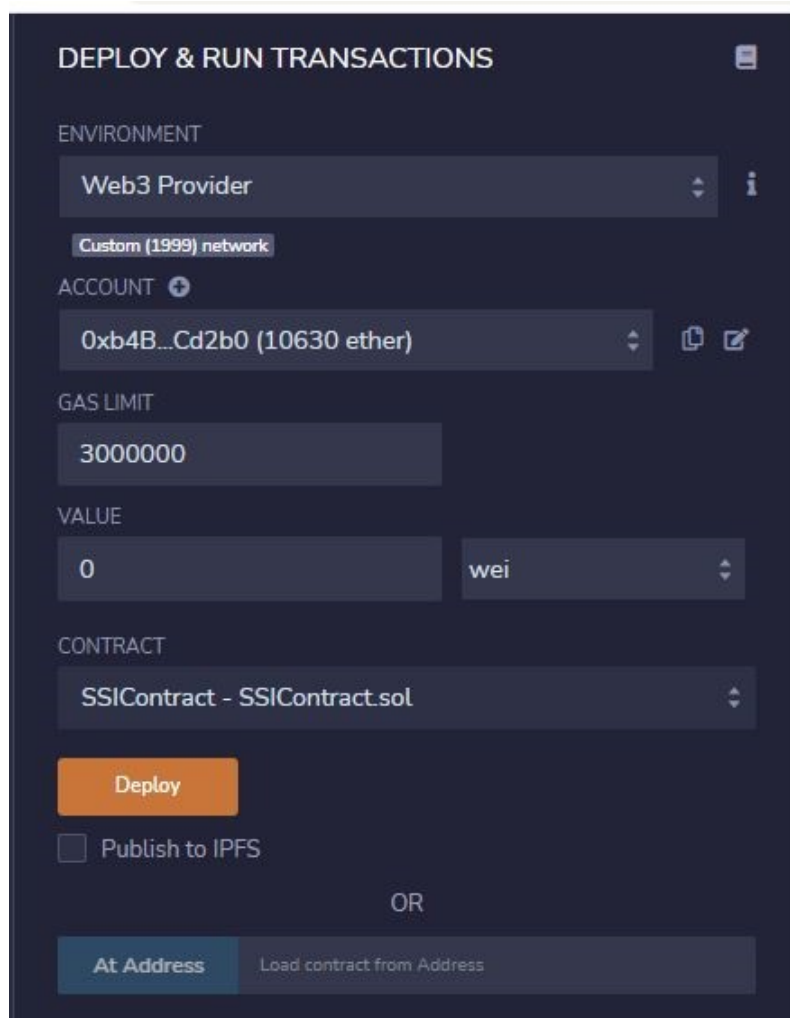 DEPLOY & RUN TRANSACTIONS
ENVIRONMENT
Web3 Provider
Custom (1999) network
ACCOUNT
0xb4B...Cd2b0 (10630 ether)
GAS LIMIT
3000000
VALUE
0 wei
CONTRACT
SSIContract - SSIContract.sol
Deploy
Publish to IPFS
OR
At Address Load contract from Address